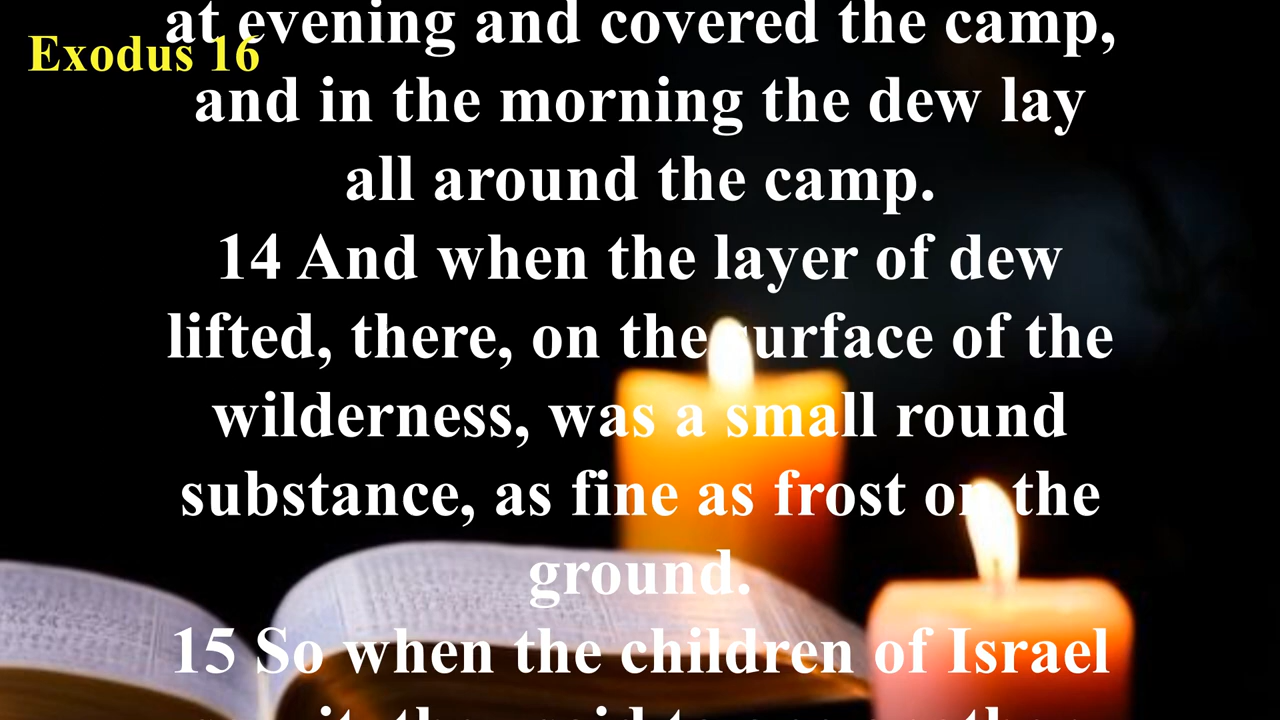 at evening and covered the camp,
Exodus 16
and in the morning the dew lay
all around the camp.
14 And when the layer of dew
lifted, there, on the surface of the
wilderness, was a small round
substance, as fine as frost on the
ground.
15 So when the children of Israel